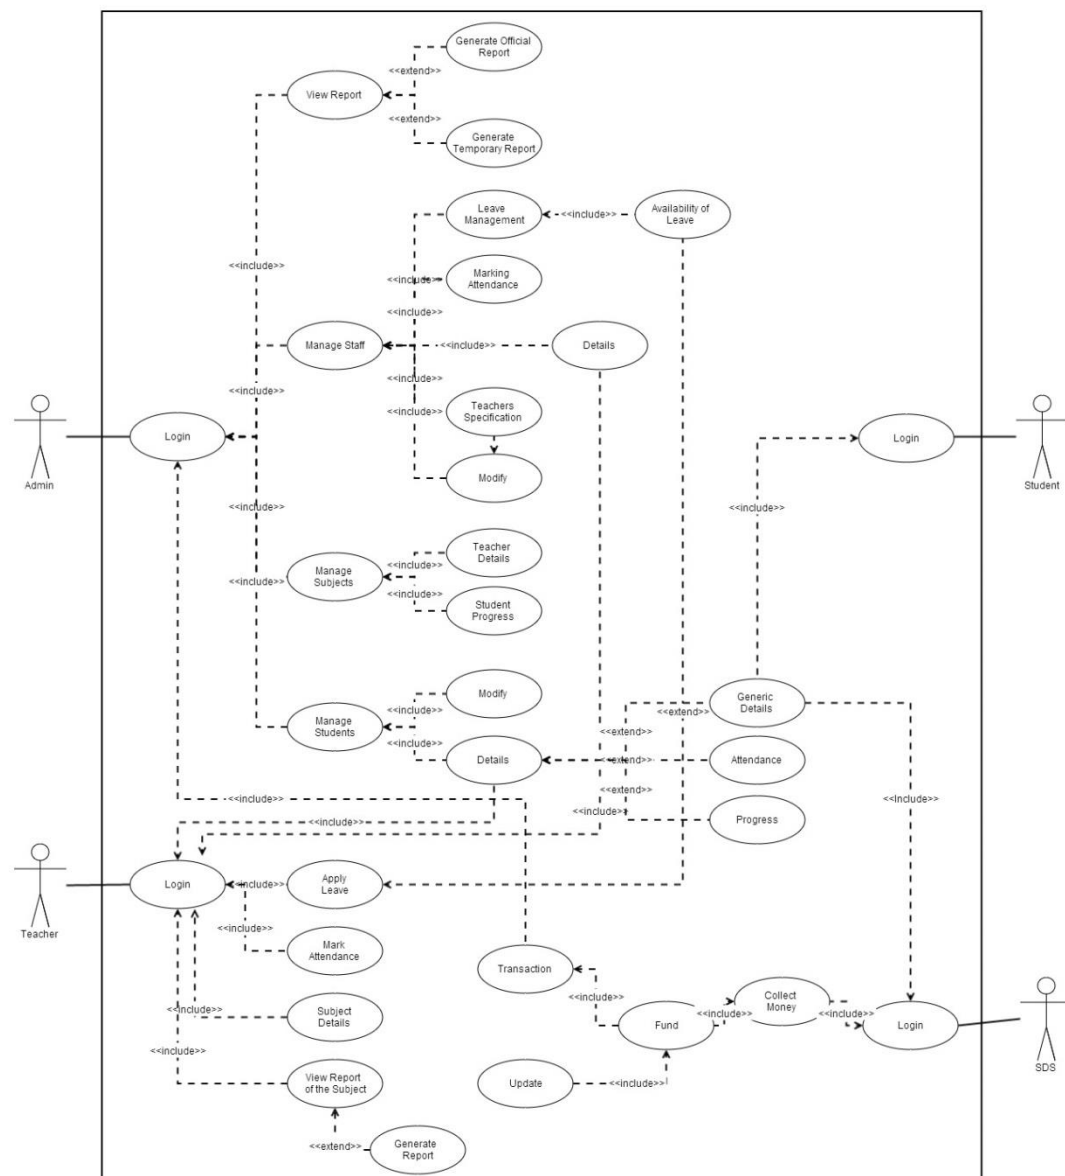 Generate Official
Report
<<extend>>
View Report
<<extend>>
Generate
Temporary Report
Leave
Management
<<include>>
Availability of
Leave
<<include>>
<<include>>
Marking
Attendance
<<include>>
Manage Staff
<<include>>
Details
<<include>>
<<include>>
Teachers
Specification
<<include>>
Admin
Login
Login
Student
Modify
<<include>>
<<include>>
Teacher
Details
<<include>>
<<include>>
Manage
Subjects
<<include>>
Student
Progress
Modify
<<include>>
Manage
Students
Generic
Details
<<extend>>
<<extend>>
<<include>>
Details
<<extend>>
Attendance
<<extend>>
<<include>>
<<Include>>
<<include>>
Progress
<<include>>
Teacher
Login
<<include>>
Apply
Leave
<<include>>
Mark
Attendance
Transaction
<<include>>
Collect
Money
<<include>>
Subject
Details
<<include>>
<<include>>
Fund
Login
SDS
<<include>>
View Report
of the Subject
Update
<<include>>
<<extend>>
Generate
Report